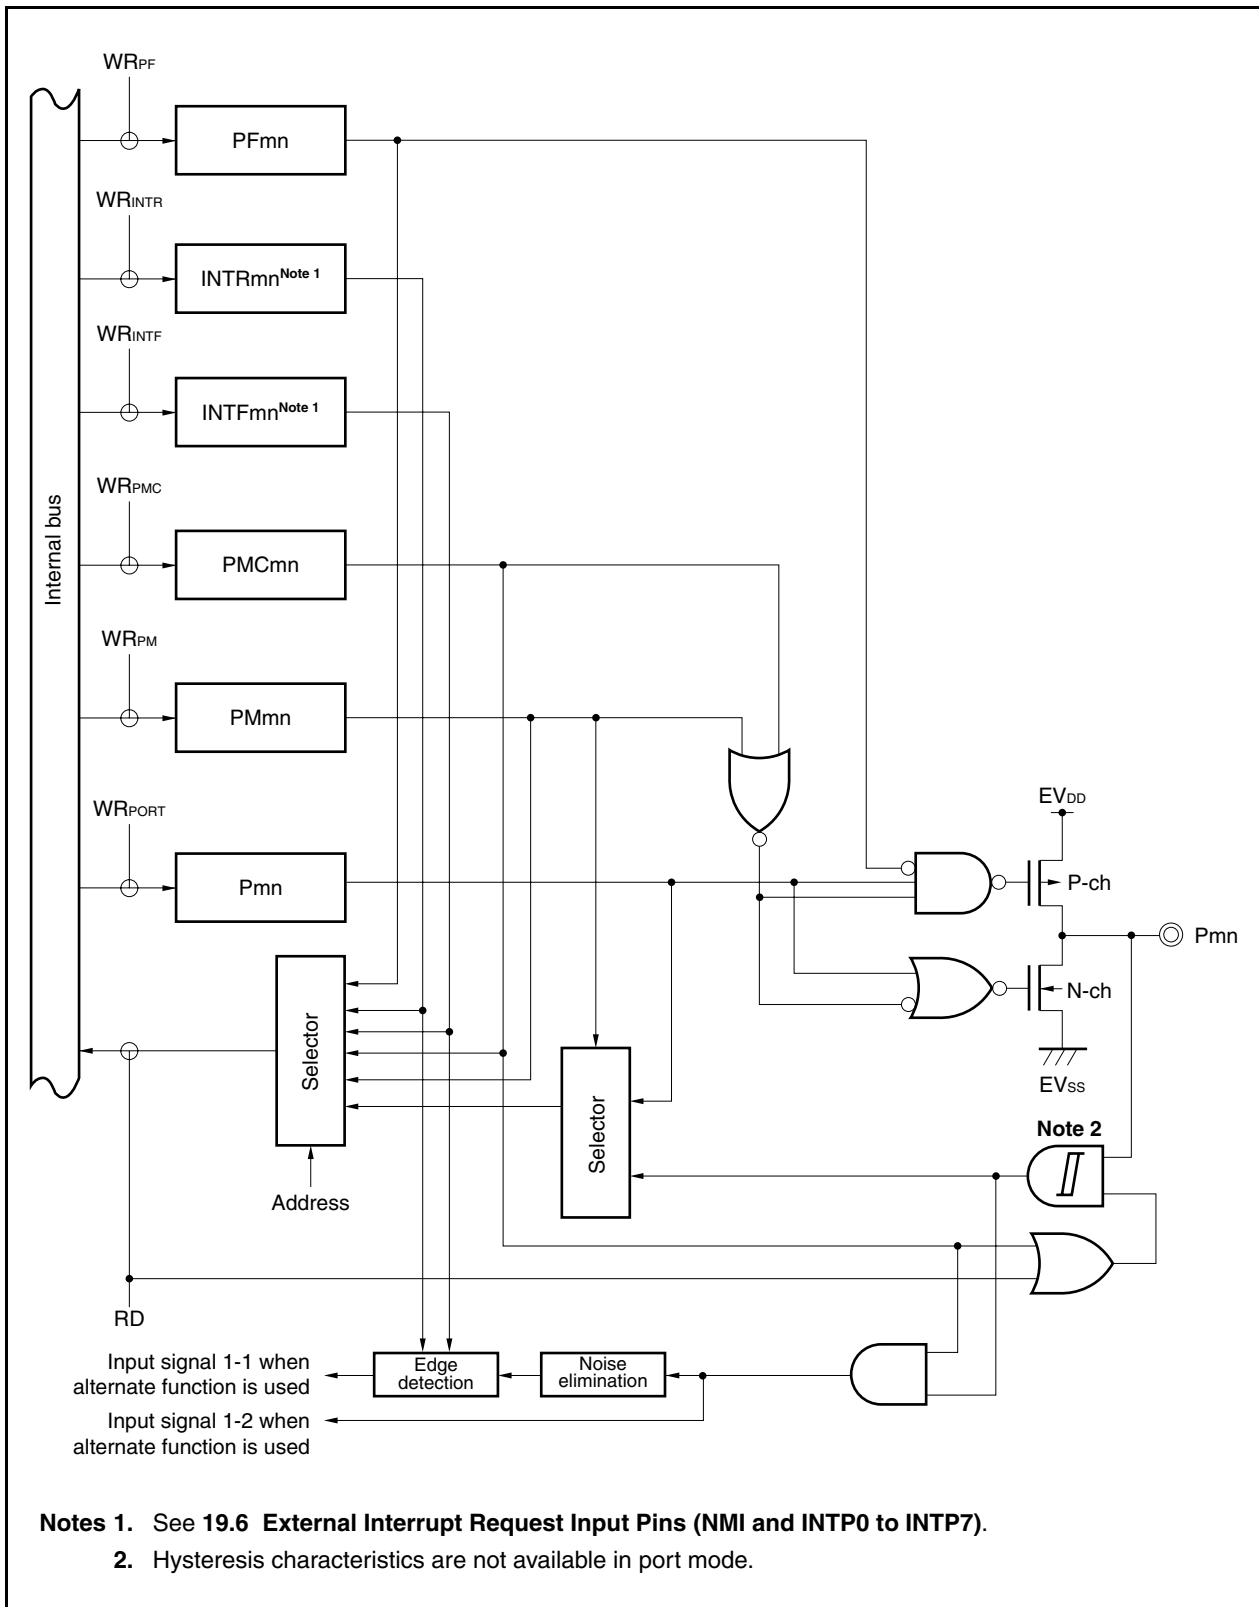 WRPF
PFmn
WRINTR
INTRmnNote 1
WRINTF
INTFmnNote 1
WRPMC
Internal bus
PMCmn
WRPM
PMmn
WRPORT
Pmn
EVDD
P-ch
Pmn
N-ch
EVSS
Selector
Selector
Note 2
Address
RD
Input signal 1-1 when
alternate function is used
Edge
detection
Noise
elimination
Input signal 1-2 when
alternate function is used
Notes 1. See 19.6 External Interrupt Request Input Pins (NMI and INTP0 to INTP7).
2. Hysteresis characteristics are not available in port mode.